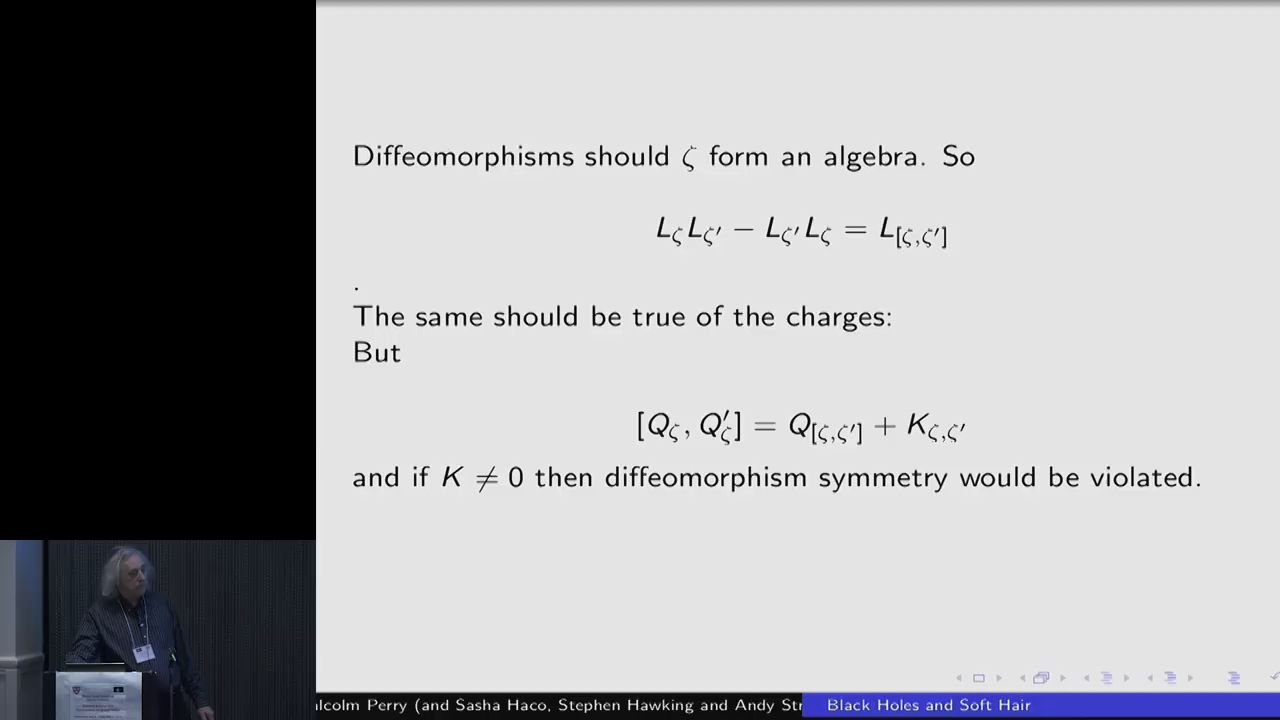 Diffeomorphisms should ζ form an algebra. So
L_ζ L_ζ′ − L_ζ′ L_ζ = L_[ζ,ζ′]
.
The same should be true of the charges:
But
[Q_ζ, Q′_ζ] = Q_[ζ,ζ′] + K_ζ,ζ′
and if K ≠ 0 then diffeomorphism symmetry would be violated.
lcolm Perry (and Sasha Haco, Stephen Hawking and Andy Str
Black Holes and Soft Hair